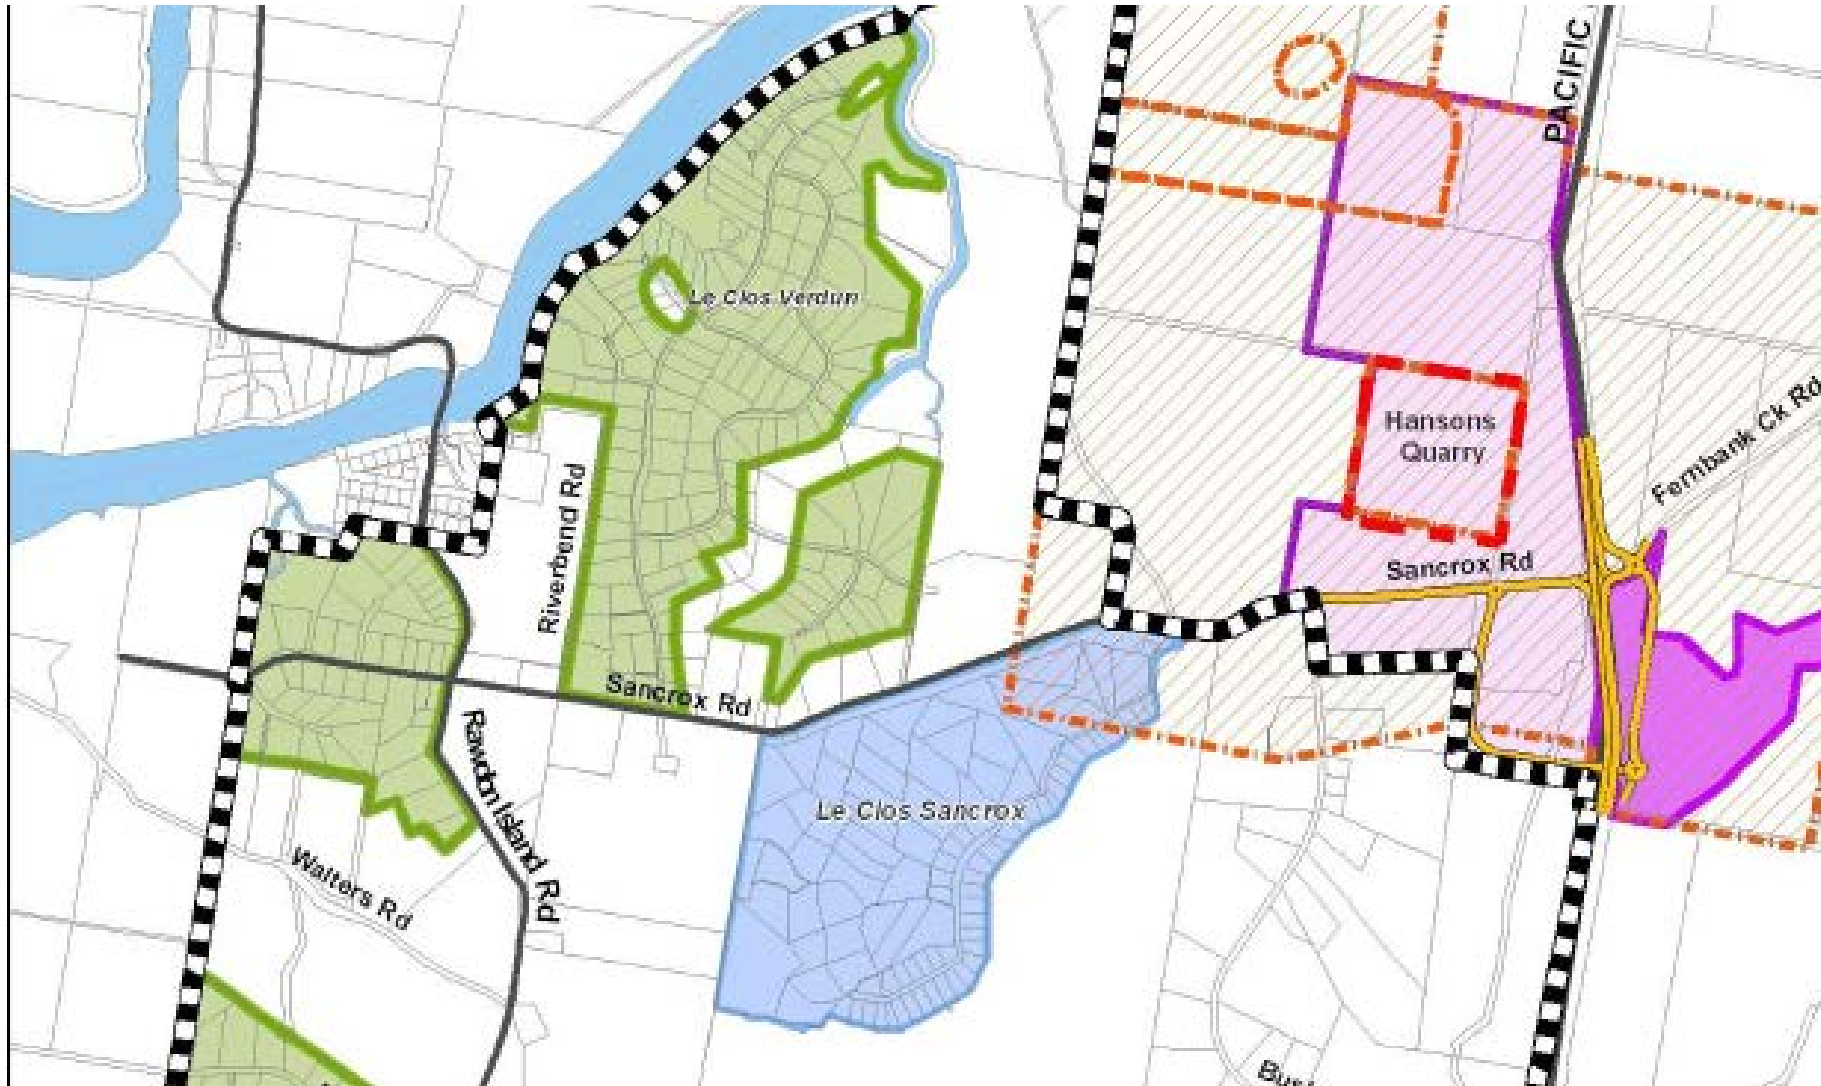 PACIFIC
Le Clos Verdun
Hansons
Quarry
Fernbank Ck Rd
Riverbend Rd
Sancrox Rd
Sancrox Rd
Rawdon Island Rd
Le Clos Sancrox
Walters Rd